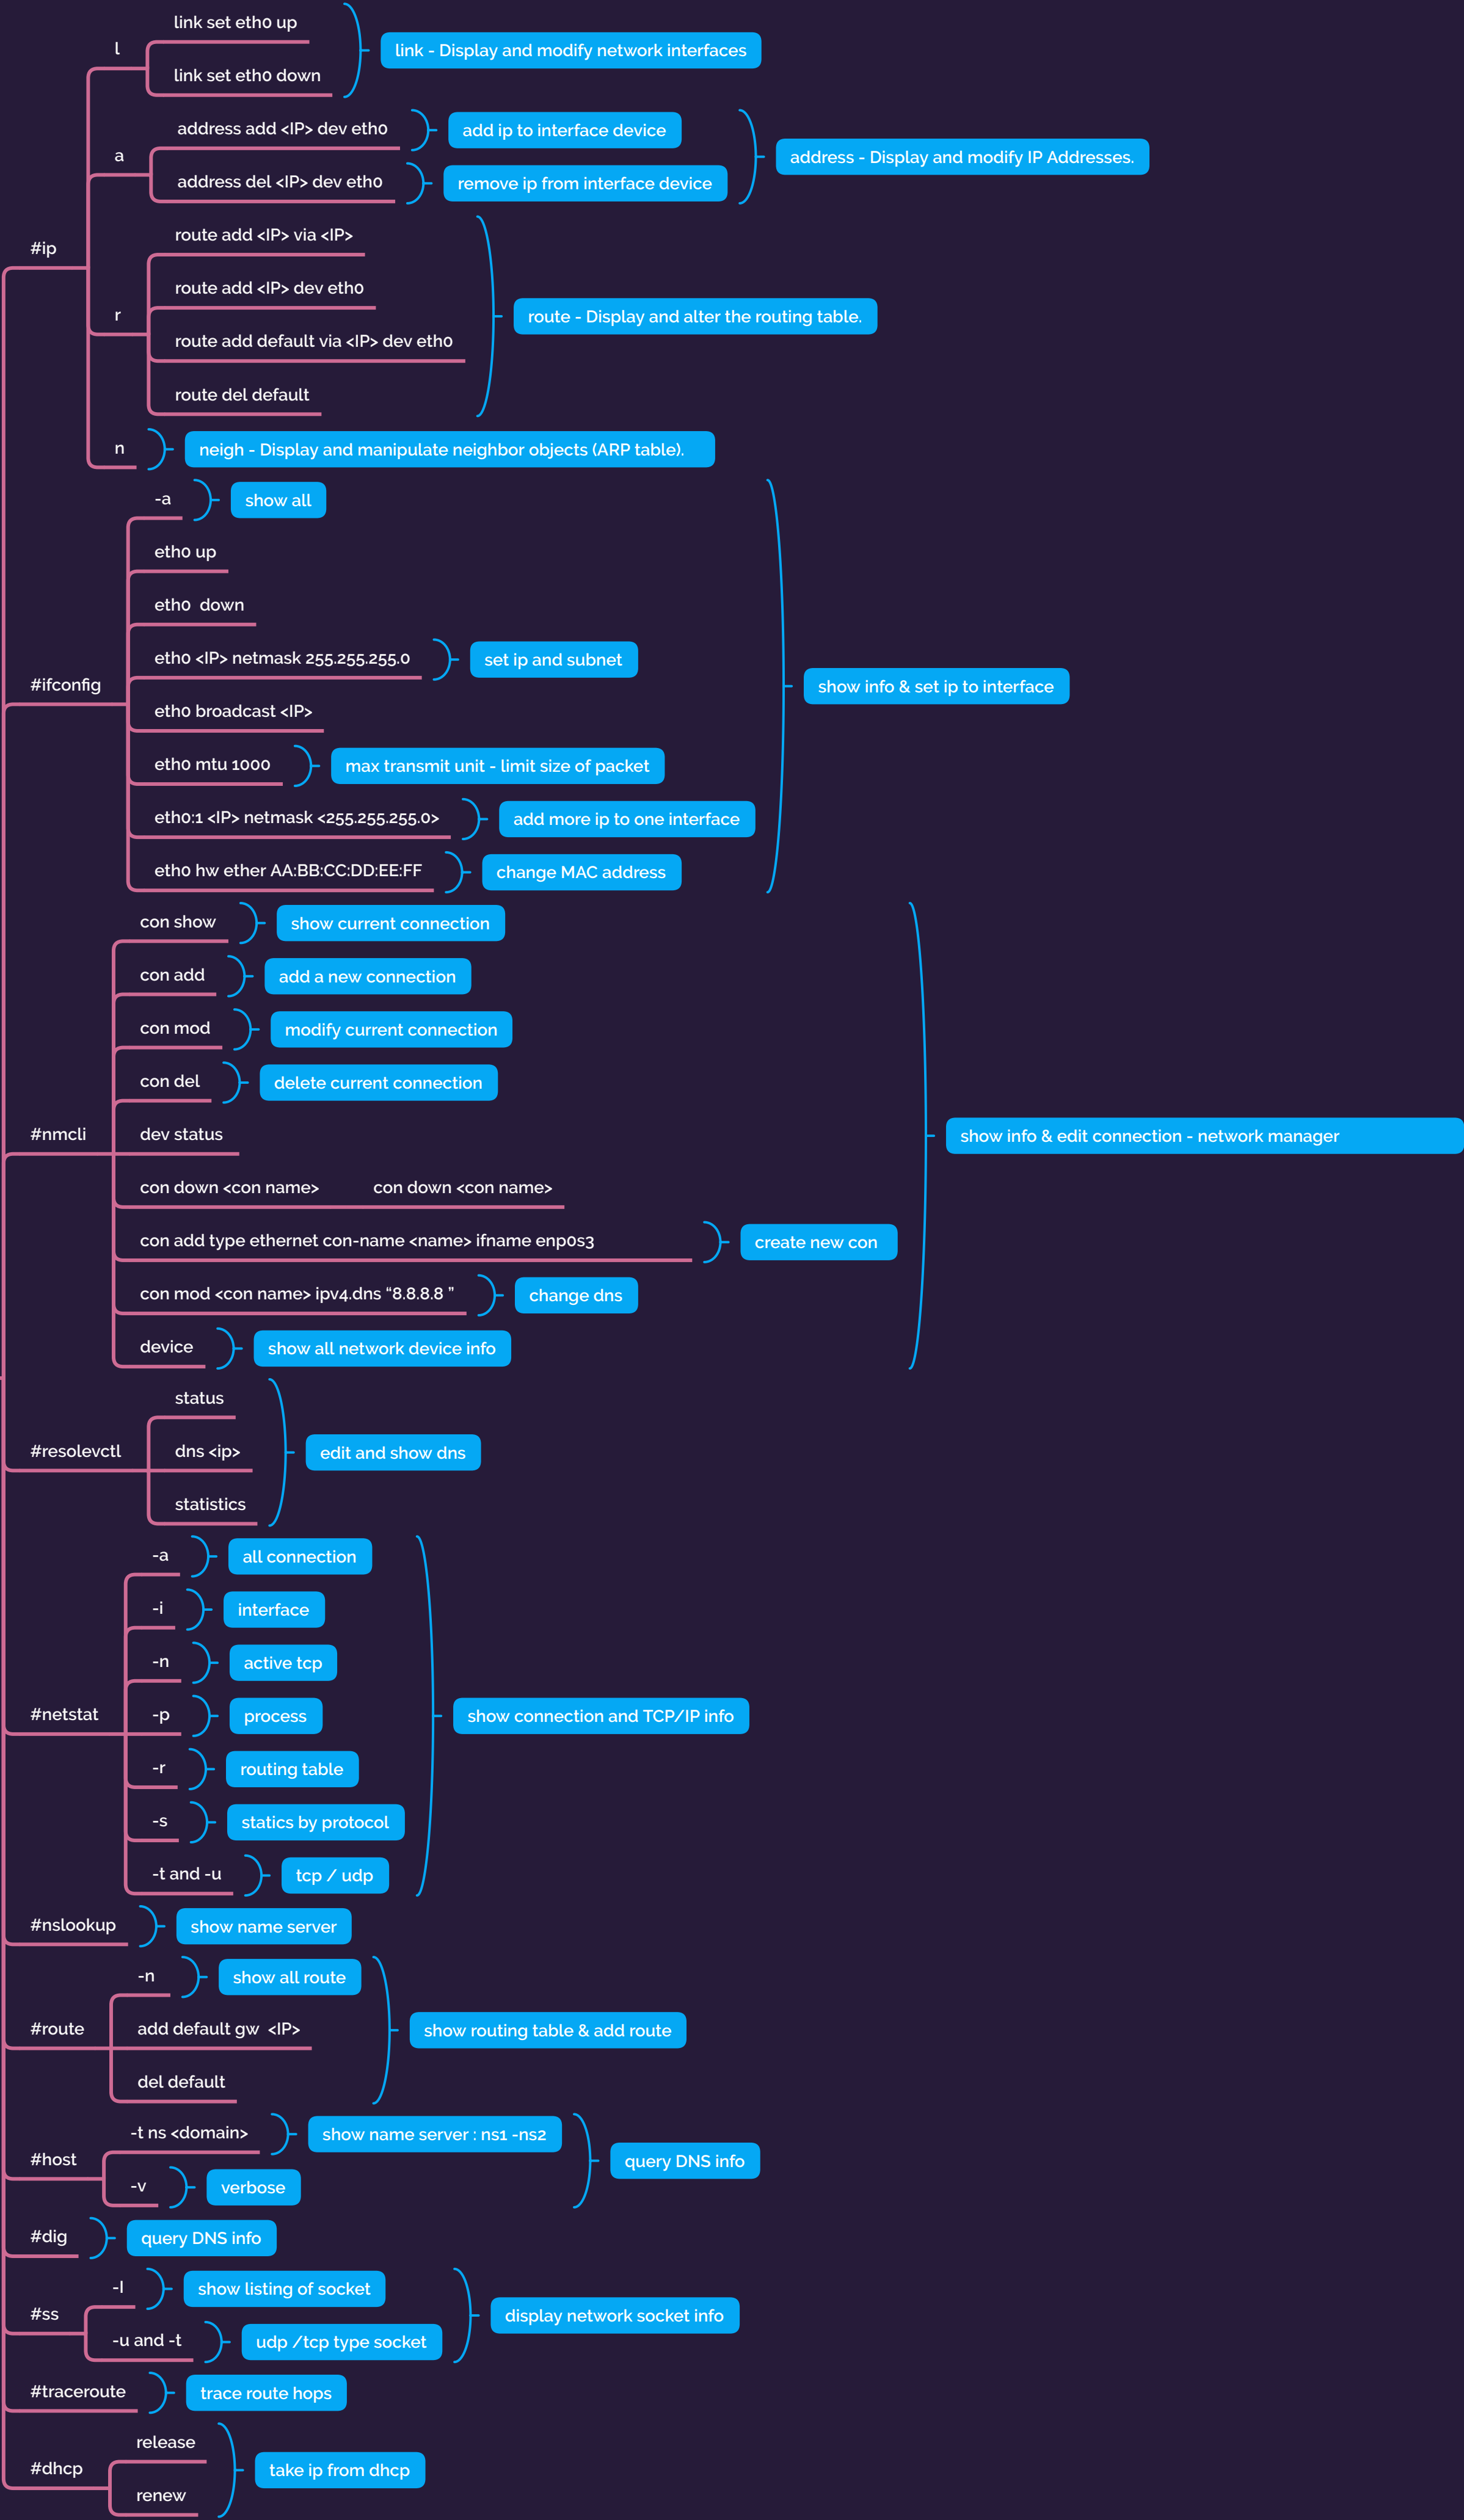 #ip
l
link set eth0 up
link set eth0 down
link - Display and modify network interfaces
a
address add <IP> dev eth0
add ip to interface device
address del <IP> dev eth0
remove ip from interface device
address - Display and modify IP Addresses.
r
route add <IP> via <IP>
route add <IP> dev eth0
route add default via <IP> dev eth0
route del default
route - Display and alter the routing table.
n
neigh - Display and manipulate neighbor objects (ARP table).
#ifconfig
-a
show all
eth0 up
eth0  down
eth0 <IP> netmask 255.255.255.0
set ip and subnet
eth0 broadcast <IP>
eth0 mtu 1000
max transmit unit - limit size of packet
eth0:1 <IP> netmask <255.255.255.0>
add more ip to one interface
eth0 hw ether AA:BB:CC:DD:EE:FF
change MAC address
show info & set ip to interface
#nmcli
con show
show current connection
con add
add a new connection
con mod
modify current connection
con del
delete current connection
dev status
con down <con name>          con down <con name>
con add type ethernet con-name <name> ifname enp0s3
create new con
con mod <con name> ipv4.dns “8.8.8.8 ”
change dns
device
show all network device info
show info & edit connection - network manager
#resolevctl
status
dns <ip>
statistics
edit and show dns
#netstat
-a
all connection
-i
interface
-n
active tcp
-p
process
-r
routing table
-s
statics by protocol
-t and -u
tcp / udp
show connection and TCP/IP info
#nslookup
show name server
#route
-n
show all route
add default gw  <IP>
del default
show routing table & add route
#host
-t ns <domain>
show name server : ns1 -ns2
-v
verbose
query DNS info
#dig
query DNS info
#ss
-l
show listing of socket
-u and -t
udp /tcp type socket
display network socket info
#traceroute
trace route hops
#dhcp
release
renew
take ip from dhcp